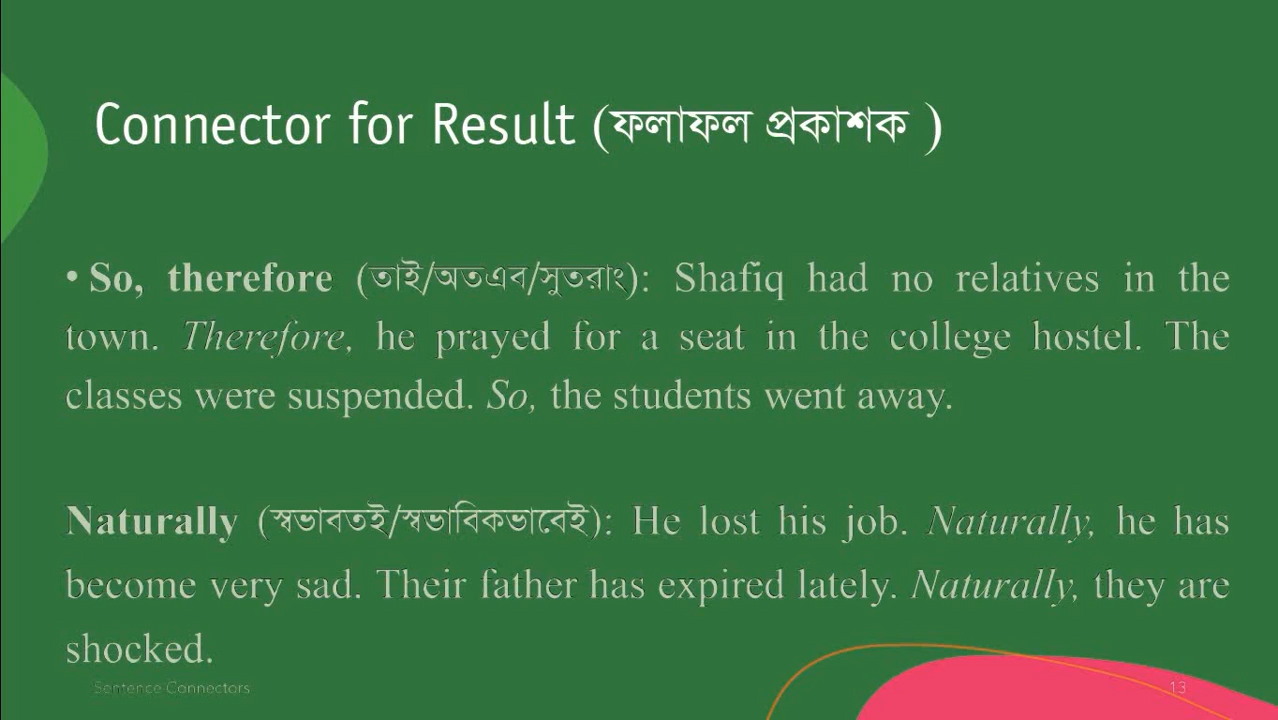 Connector for Result (ফলাফল প্রকাশক )
• So, therefore (তাই/অতএব/সুতরাং): Shafiq had no relatives in the
town. Therefore, he prayed for a seat in the college hostel. The
classes were suspended. So, the students went away.
Naturally (স্বভাবতই/স্বভাবিকভাবেই): He lost his job. Naturally, he has
become very sad. Their father has expired lately. Naturally, they are
shocked.
Sentence Connectors
13